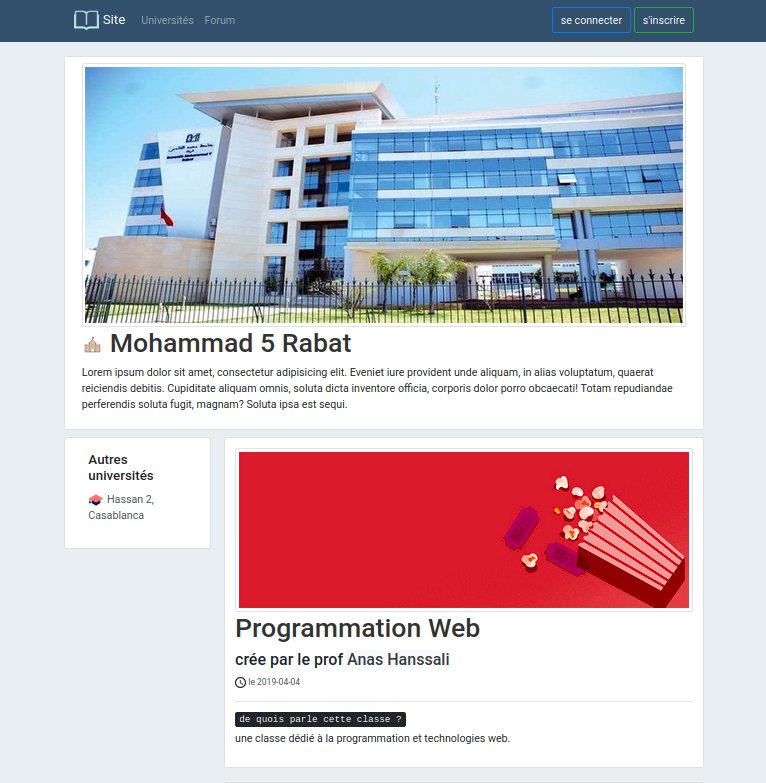 Site Universités Forum se connecter s'inscrire
Mohammad 5 Rabat
Lorem ipsum dolor sit amet, consectetur adipisicing elit. Eveniet iure provident unde aliquam, in alias voluptatum, quaerat
reiciendis debitis. Cupiditate aliquam omnis, soluta dicta inventore officia, corporis dolor porro obcaecati! Totam repudiandae
perferendis soluta fugit, magnam? Soluta ipsa est sequi.
Autres
universités
Hassan 2,
Casablanca
Programmation Web
crée par le prof Anas Hanssali
le 2019-04-04
de quois parle cette classe ?
une classe dédié à la programmation et technologies web.